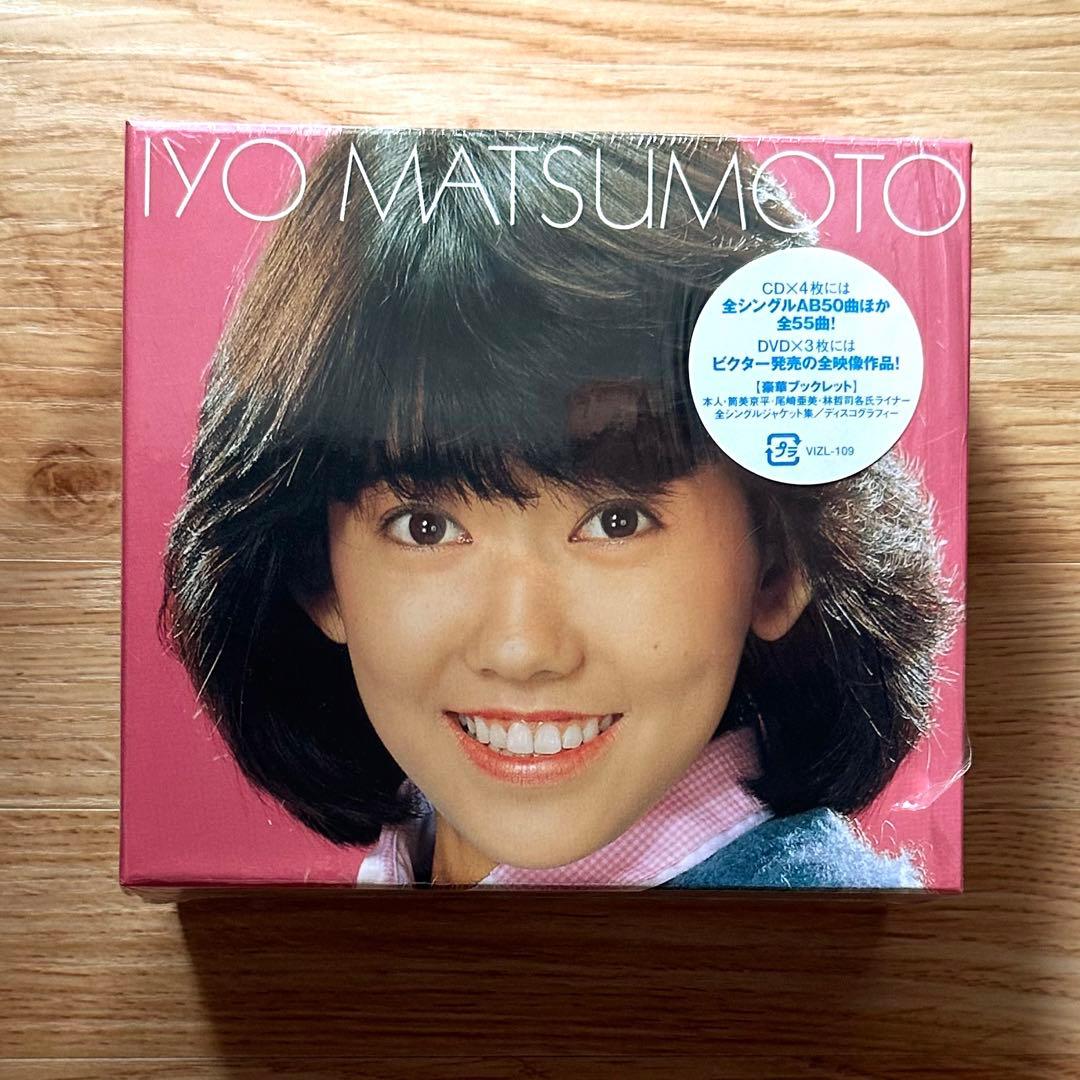 IYO MATSUMOTO
CD×4枚には
全シングルAB50曲ほか
全55曲!
DVD×3枚には
ビクター発売の全映像作品!
【豪華ブックレット】
本人・筒美京平・尾崎亜美・林哲司各氏ライナー
全シングルジャケット集/ディスコグラフィー
プラ VIZL-109